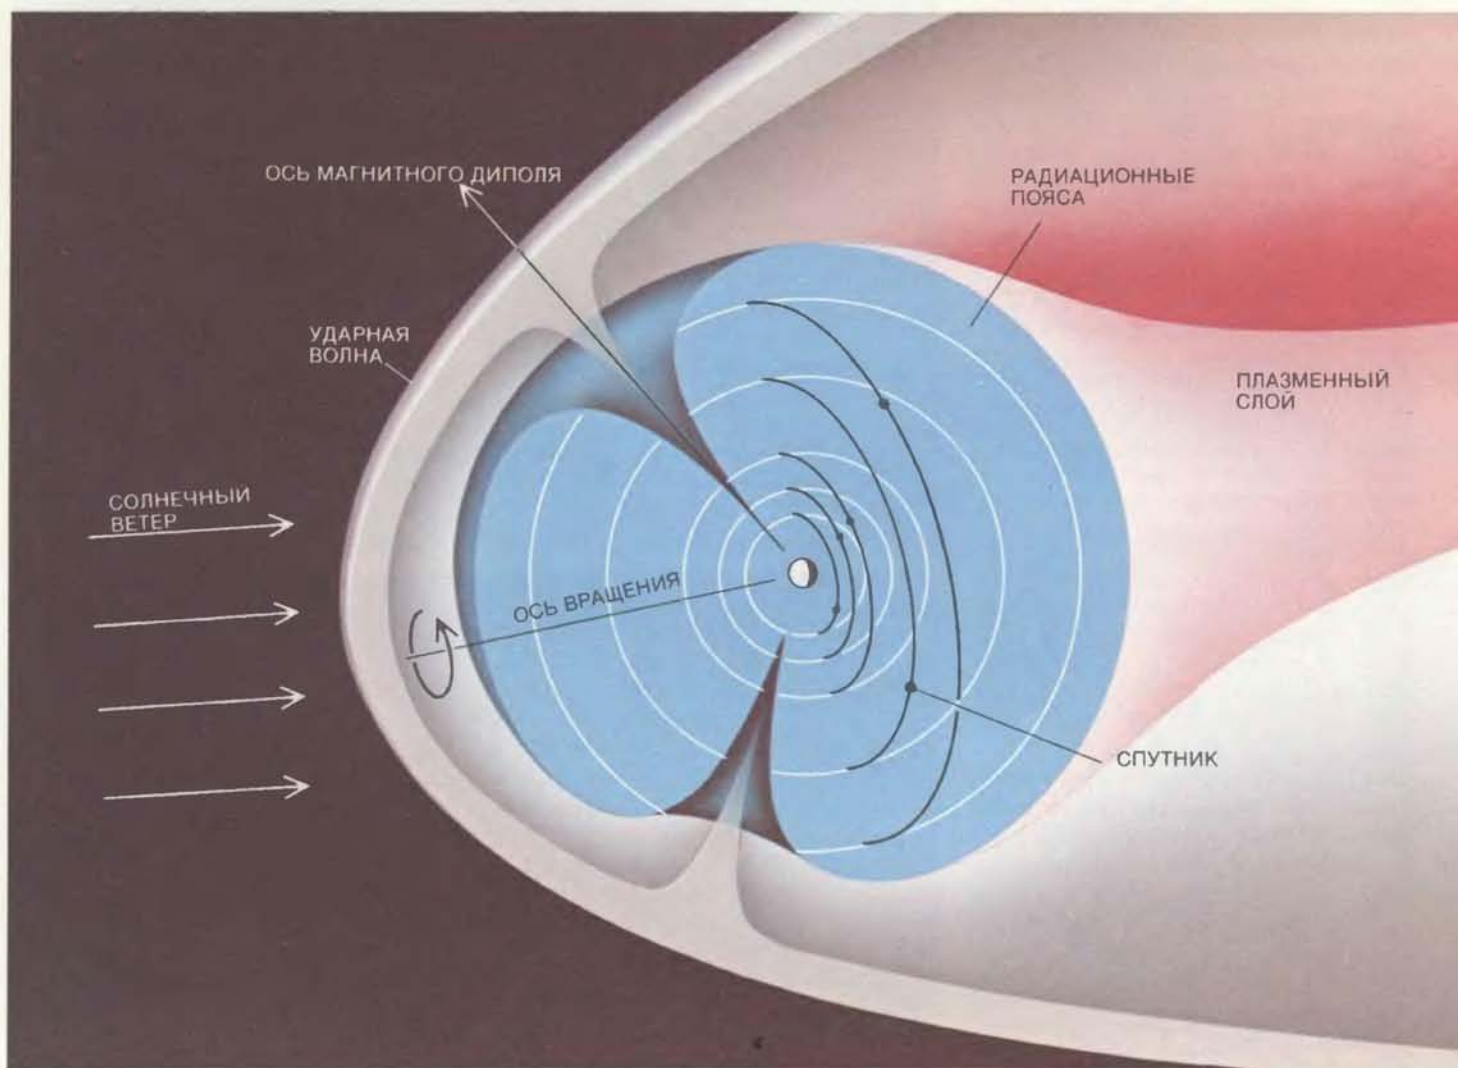 ОСЬ МАГНИТНОГО ДИПОЛЯ
РАДИАЦИОННЫЕ
ПОЯСА
УДАРНАЯ
ВОЛНА
ПЛАЗМЕННЫЙ
СЛОЙ
СОЛНЕЧНЫЙ
ВЕТЕР
ОСЬ ВРАЩЕНИЯ
СПУТНИК